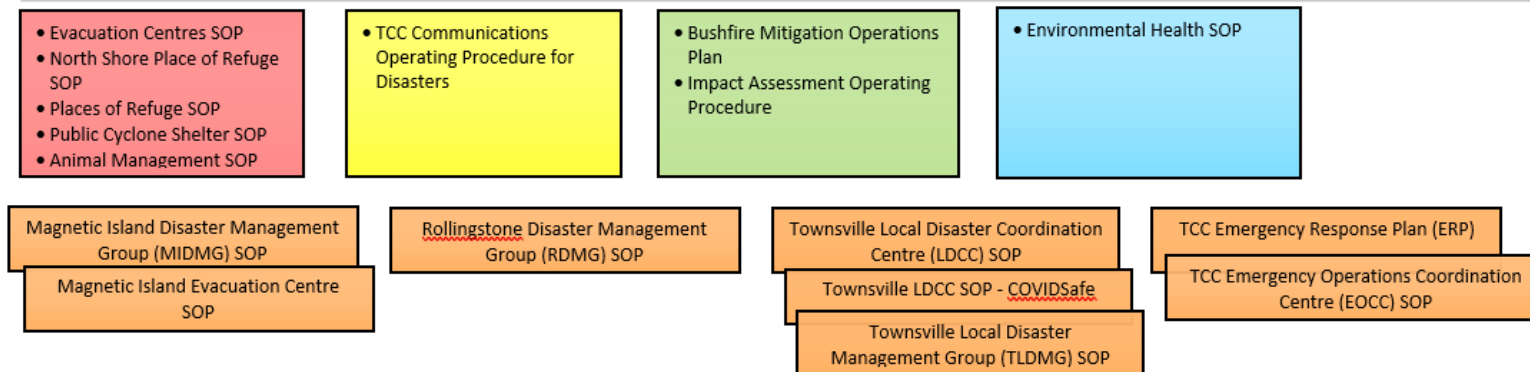 • Evacuation Centres SOP
• North Shore Place of Refuge
SOP
• Places of Refuge SOP
• Public Cyclone Shelter SOP
• Animal Management SOP
• TCC Communications
Operating Procedure for
Disasters
• Bushfire Mitigation Operations
Plan
• Impact Assessment Operating
Procedure
• Environmental Health SOP
Magnetic Island Disaster Management
Group (MIDMG) SOP
Magnetic Island Evacuation Centre
SOP
Rollingstone Disaster Management
Group (RDMG) SOP
Townsville Local Disaster Coordination
Centre (LDCC) SOP
Townsville LDCC SOP - COVIDSafe
Townsville Local Disaster
Management Group (TLDMG) SOP
TCC Emergency Response Plan (ERP)
TCC Emergency Operations Coordination
Centre (EOCC) SOP